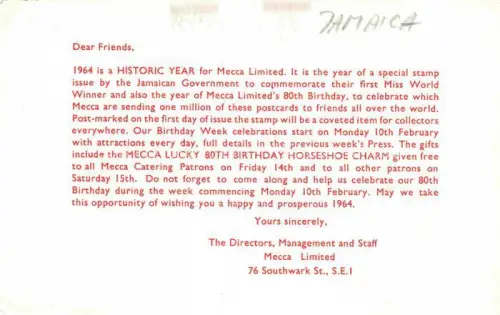 JAMAICA
Dear Friends,
1964 is a HISTORIC YEAR for Mecca Limited. It is the year of a special stamp
issue by the Jamaican Government to conmemorate their first Miss World
Winner and also the year of Mecca Limited's 80th Birthday, to celebrate which
Mecca are sending one million of these postcards to friends all over the world.
Post-marked on the first day of issue the stamp will be a coveted item for collectors
everywhere. Our Birthday Week celebrations start on Monday 10th February
with attractions every day, full details in the previous week's Press. The gifts
include the MECCA LUCKY 80TH BIRTHDAY HORSESHOE CHARM given free
to all Mecca Catering Patrons on Friday 14th and to all other patrons on
Saturday 15th. Do not forget to come along and help us celebrate our 80th
Birthday during the week commencing Monday 10th February. May we take
this opportunity of wishing you a happy and prosperous 1964.
Yours sincerely,
The Directors, Management and Staff
Mecca Limited
76 Southwark St., S.E.1